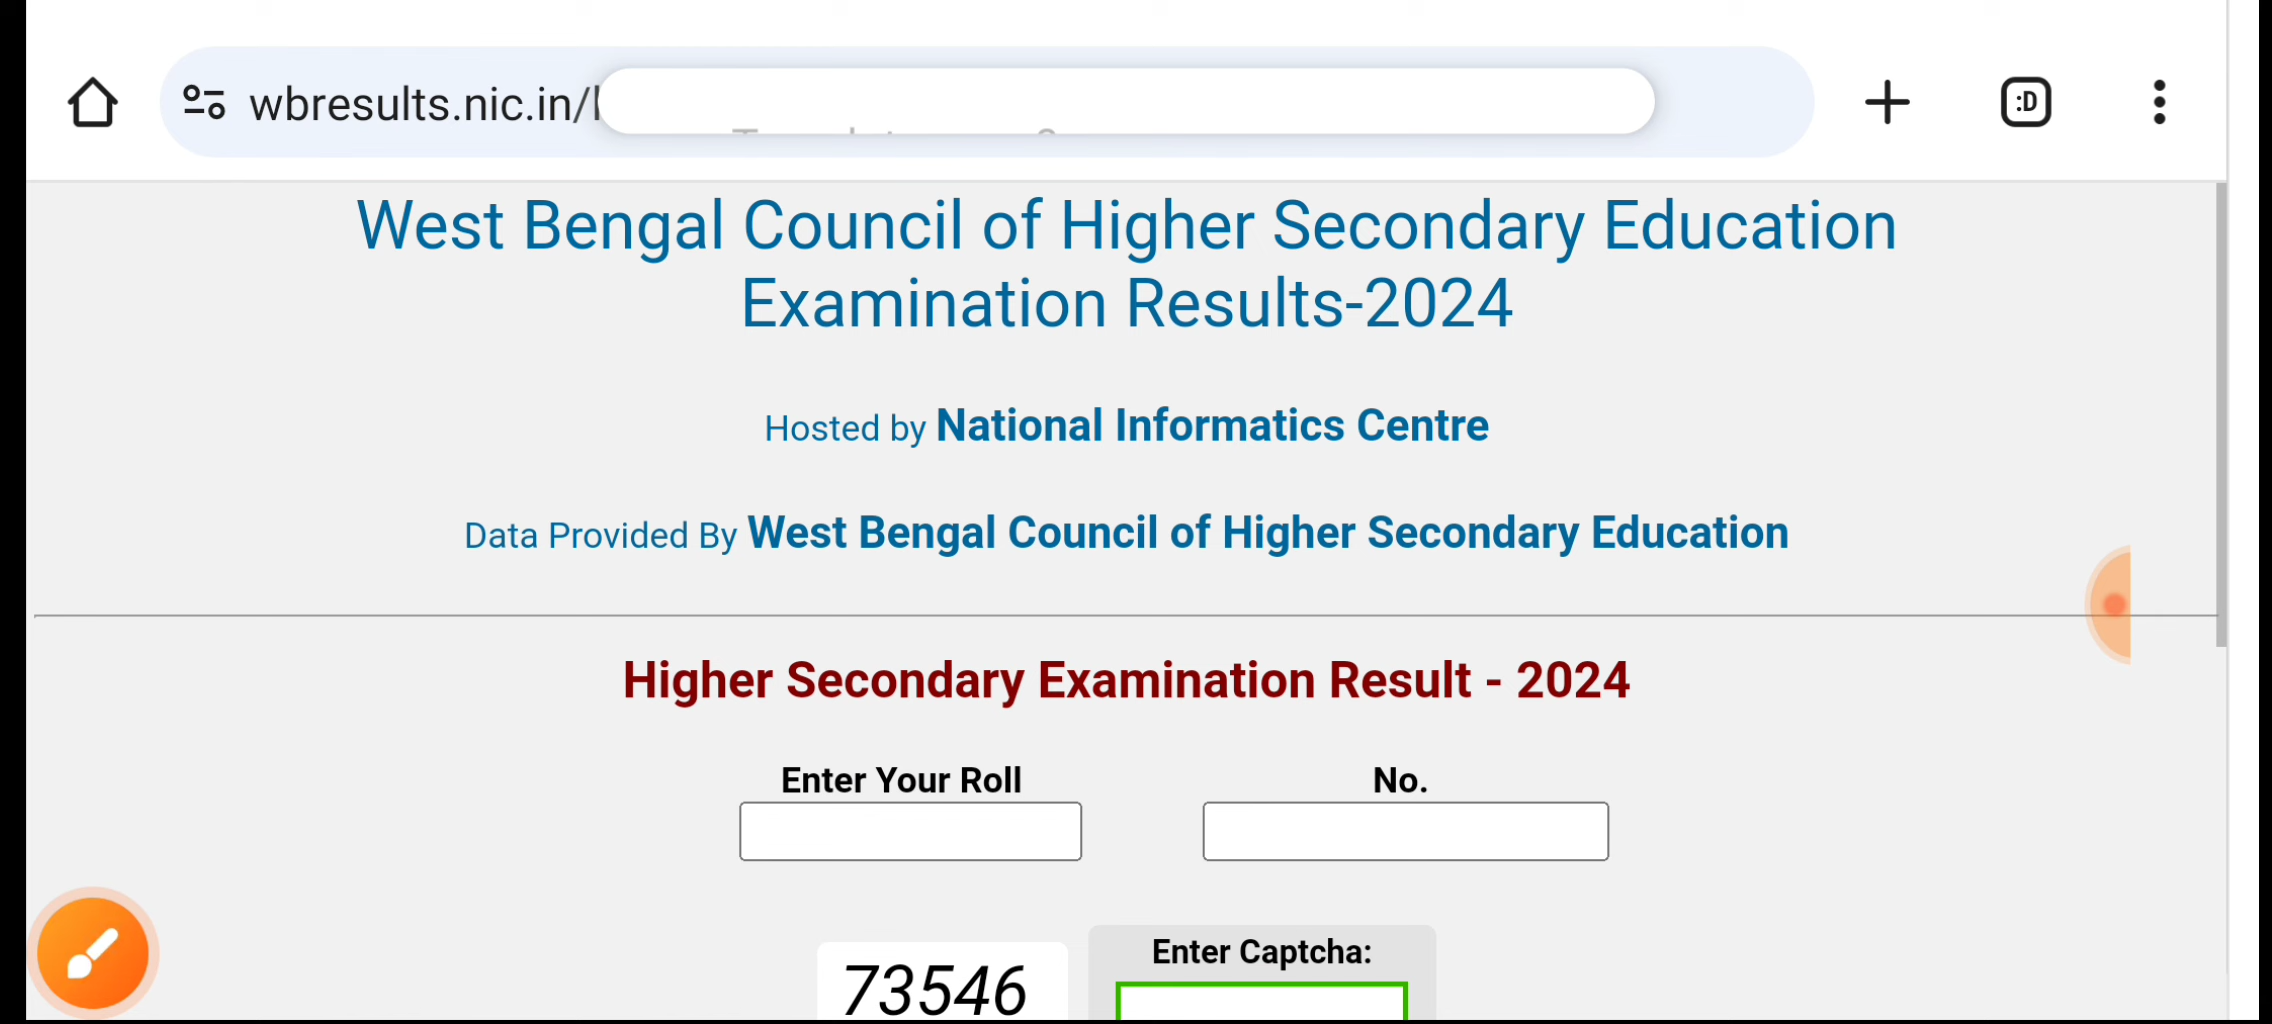 wbresults.nic.in/
:D
West Bengal Council of Higher Secondary Education
Examination Results-2024
Hosted by National Informatics Centre
Data Provided By West Bengal Council of Higher Secondary Education
Higher Secondary Examination Result - 2024
Enter Your Roll No.
73546 Enter Captcha: